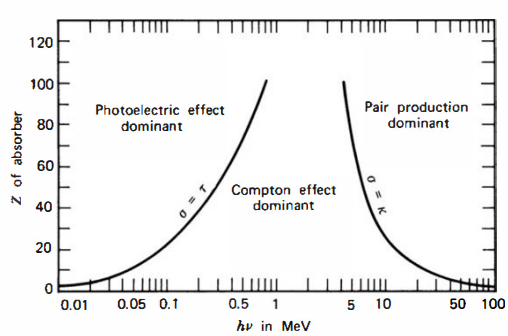 120
100
80
60
40
20
0
Z of absorber
Photoelectric effect
dominant
σ = τ
Compton effect
dominant
σ = κ
Pair production
dominant
0.01 0.05 0.1 0.5 1 5 10 50 100
hν in MeV